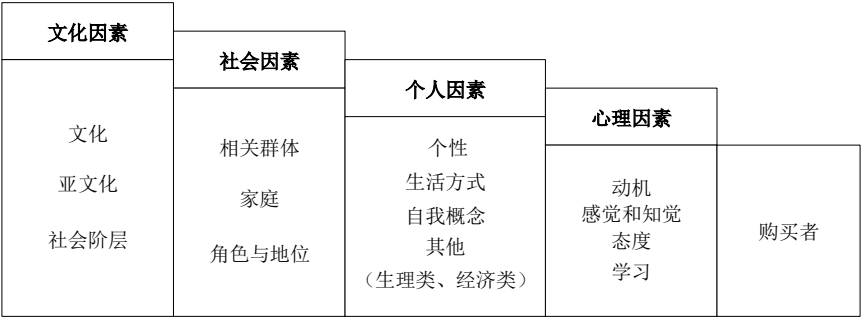 文化因素
文化
亚文化
社会阶层
社会因素
相关群体
家庭
角色与地位
个人因素
个性
生活方式
自我概念
其他
（生理类、经济类）
心理因素
动机
感觉和知觉
态度
学习
购买者